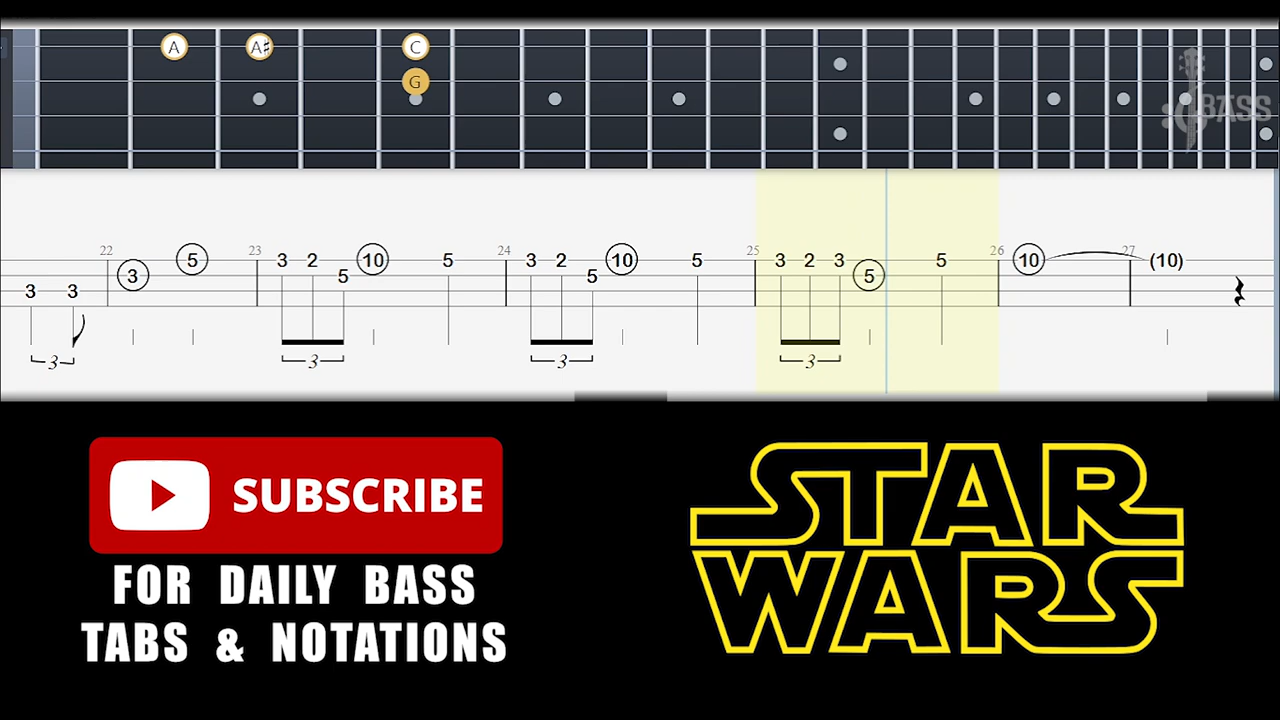 A A♯ C
G
BASS
22 23 24 25 26 27
5 3 2 10 5 3 2 10 5 3 2 3 5 10 (10)
3 5 5 5
3 3
3 3 3 3
SUBSCRIBE
FOR DAILY BASS
TABS & NOTATIONS
STAR
WARS